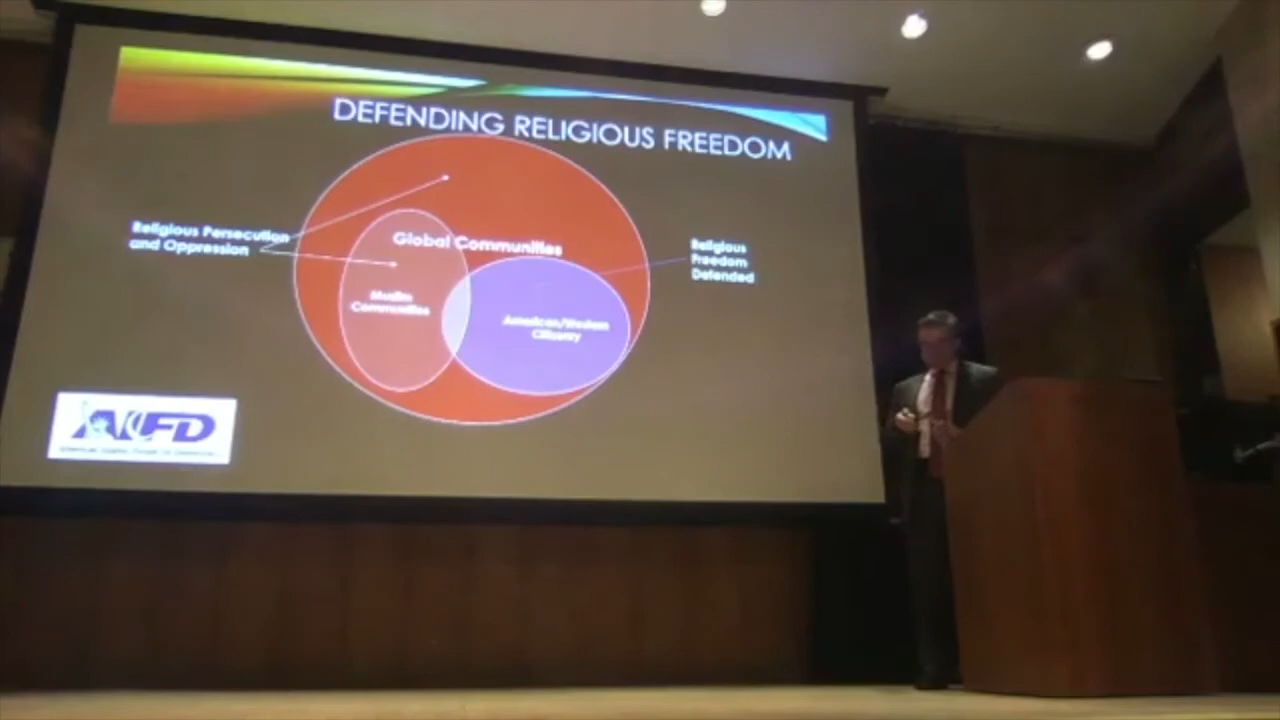 DEFENDING RELIGIOUS FREEDOM
Religious Persecution
and Oppression
Global Communities
Religious
Freedom
Defended
Muslim
Communities
American/Western
Citizenry
AIFD